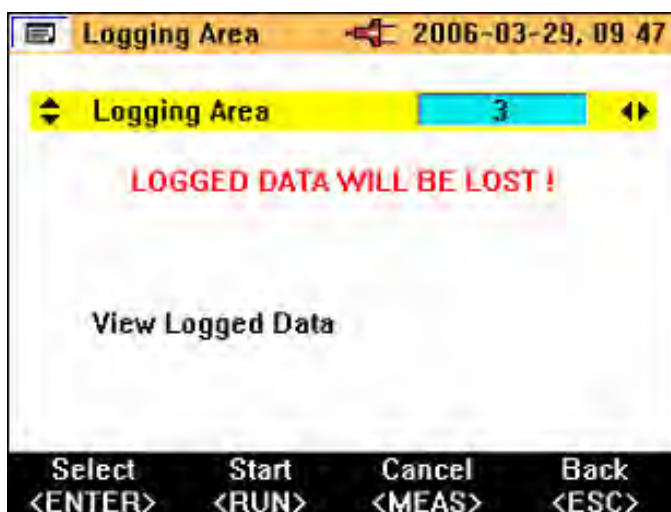 Logging Area 2006-03-29, 09 47
Logging Area 3
LOGGED DATA WILL BE LOST !
View Logged Data
Select Start Cancel Back
<ENTER> <RUN> <MEAS> <ESC>